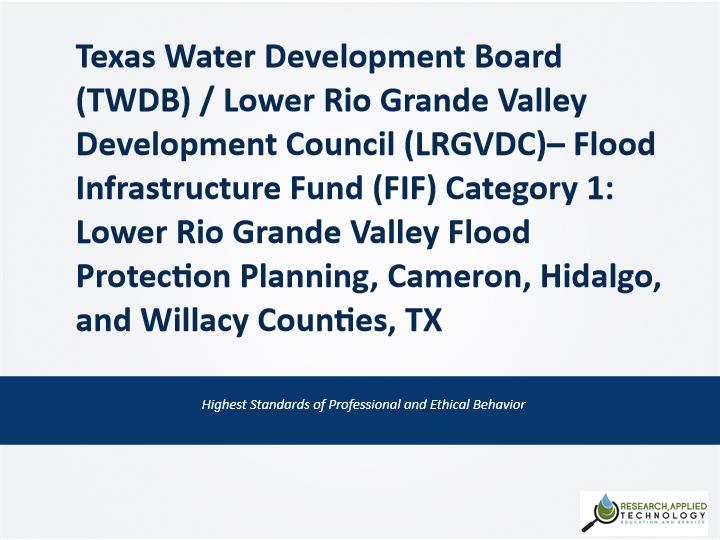 Texas Water Development Board
(TWDB) / Lower Rio Grande Valley
Development Council (LRGVDC)– Flood
Infrastructure Fund (FIF) Category 1:
Lower Rio Grande Valley Flood
Protection Planning, Cameron, Hidalgo,
and Willacy Counties, TX
Highest Standards of Professional and Ethical Behavior
RESEARCH,APPLIED
TECHNOLOGY
EDUCATION AND SERVICE